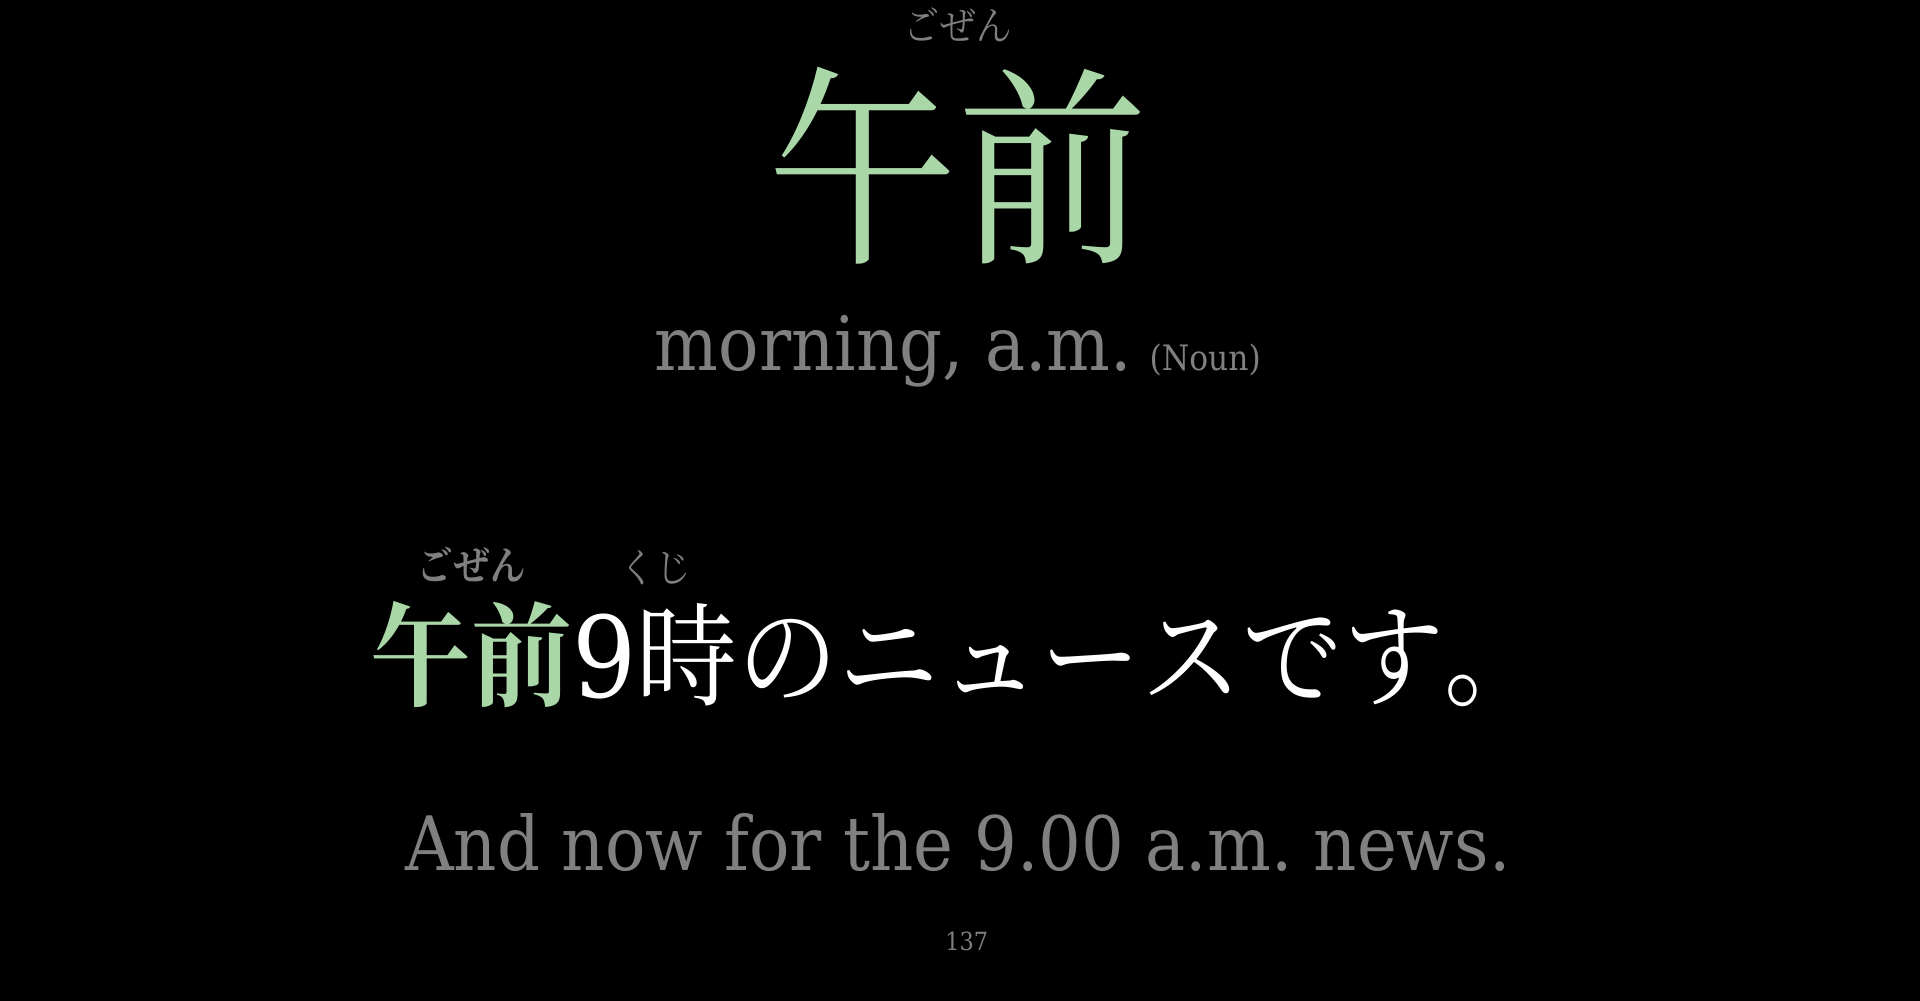 ごぜん
午前
morning, a.m. (Noun)
ごぜん くじ
午前9時のニュースです。
And now for the 9.00 a.m. news.
137